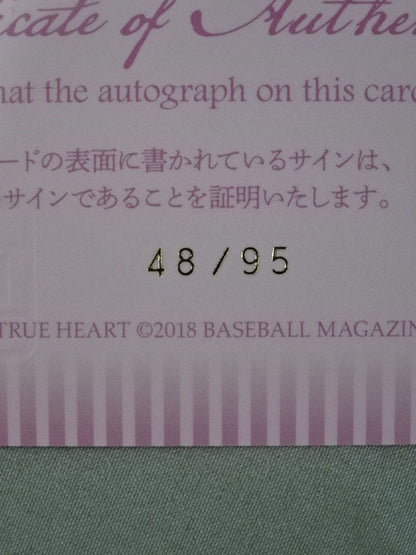 icate of Authe
hat the autograph on this card
ードの表面に書かれているサインは、
サインであることを証明いたします。
48/95
TRUE HEART ©2018 BASEBALL MAGAZIN